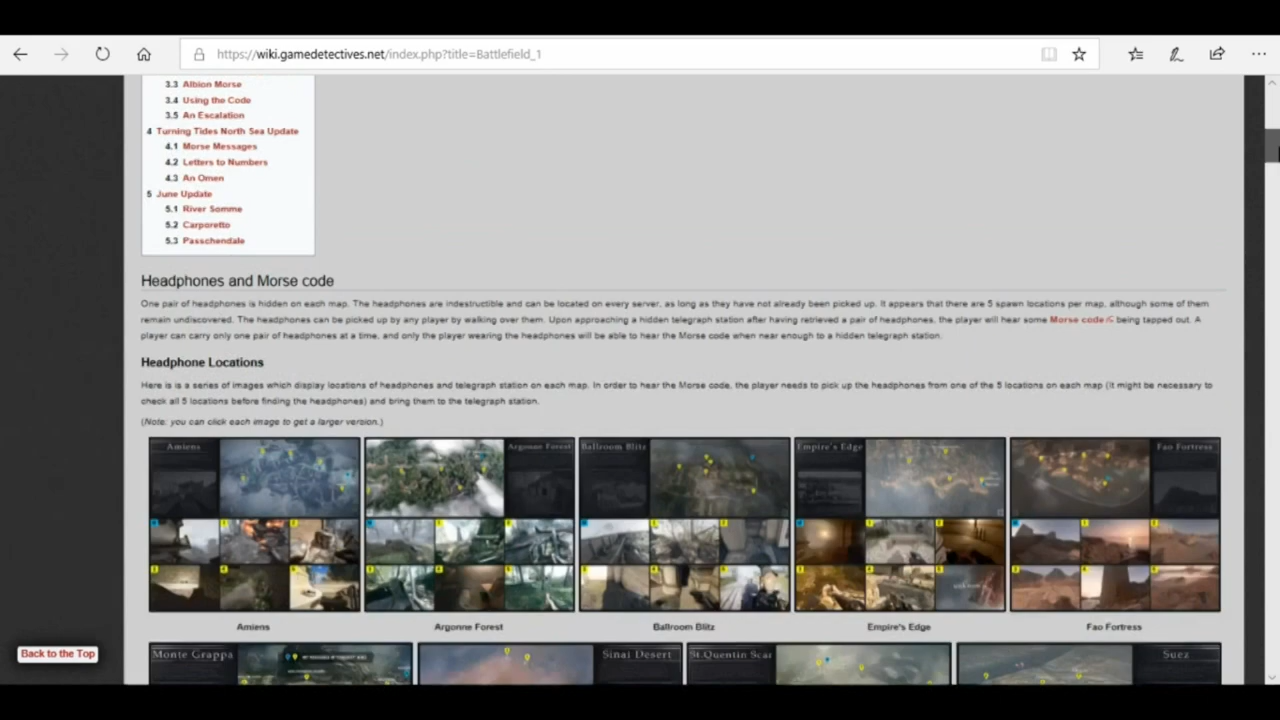 https://wiki.gamedetectives.net/index.php?title=Battlefield_1
3.3 Albion Morse
3.4 Using the Code
3.5 An Escalation
4 Turning Tides North Sea Update
4.1 Morse Messages
4.2 Letters to Numbers
4.3 An Omen
5 June Update
5.1 River Somme
5.2 Carporetto
5.3 Passchendale
Headphones and Morse code
One pair of headphones is hidden on each map. The headphones are indestructible and can be located on every server, as long as they have not already been picked up. It appears that there are 5 spawn locations per map, although some of them
remain undiscovered. The headphones can be picked up by any player by walking over them. Upon approaching a hidden telegraph station after having retrieved a pair of headphones, the player will hear some Morse code being tapped out. A
player can carry only one pair of headphones at a time, and only the player wearing the headphones will be able to hear the Morse code when near enough to a hidden telegraph station.
Headphone Locations
Here is is a series of images which display locations of headphones and telegraph station on each map. In order to hear the Morse code, the player needs to pick up the headphones from one of the 5 locations on each map (it might be necessary to
check all 5 locations before finding the headphones) and bring them to the telegraph station.
(Note: you can click each image to get a larger version.)
Amiens Argonne Forest Ballroom Blitz Empire's Edge Fao Fortress
Amiens Argonne Forest Ballroom Blitz Empire's Edge Fao Fortress
Back to the Top
Monte Grappa Sinai Desert St.Quentin Scar Suez